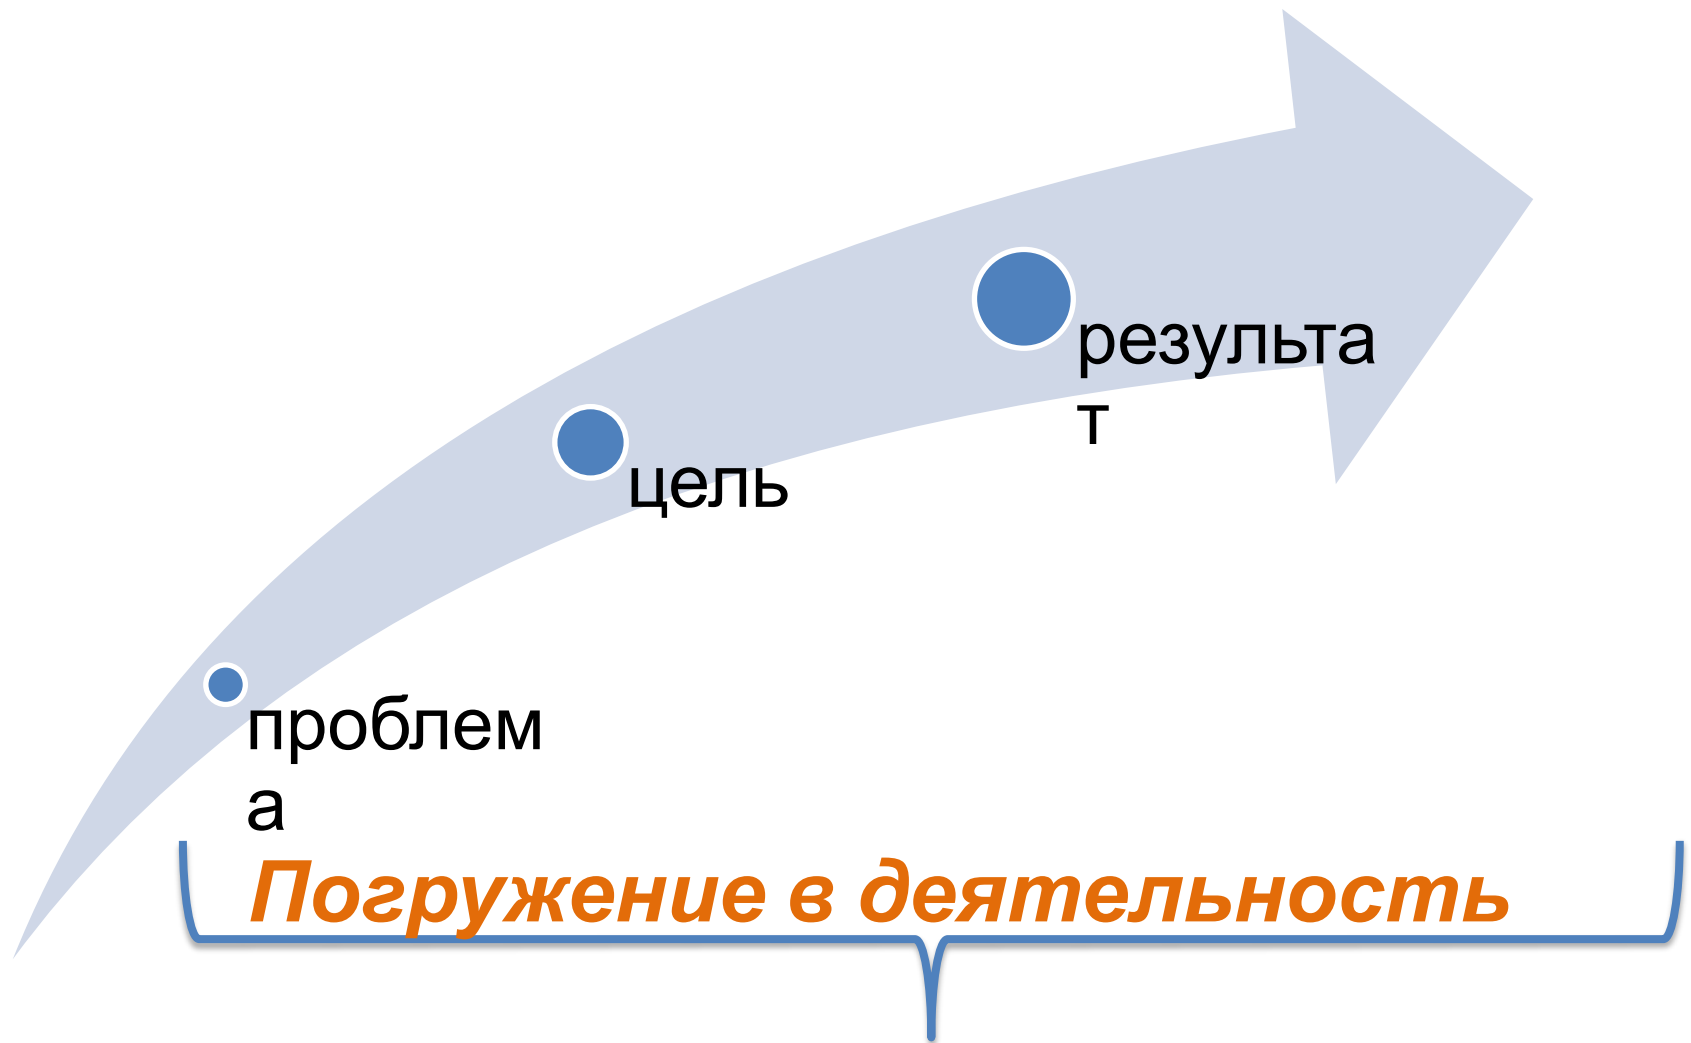 результа
т
цель
проблем
а
Погружение в деятельность